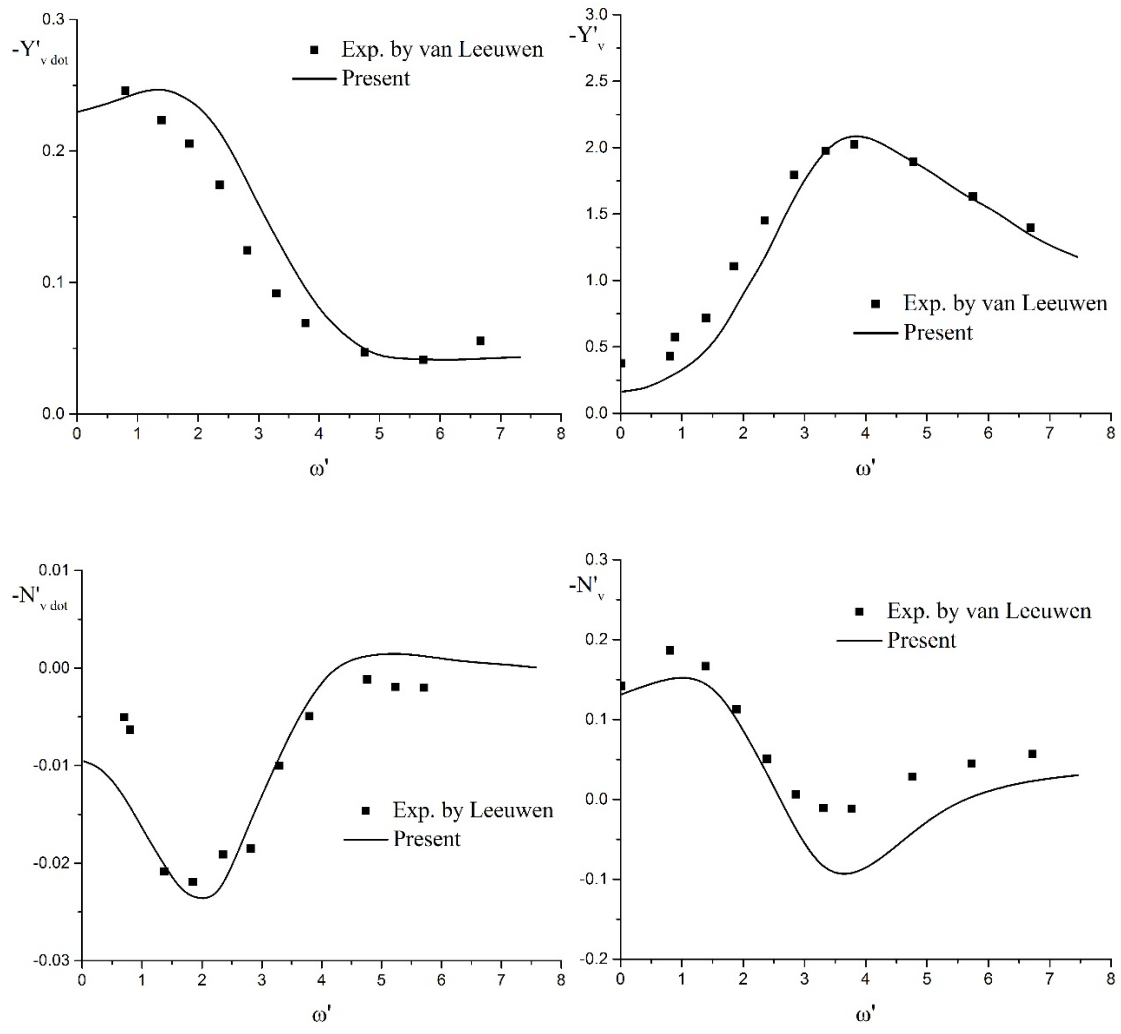 0.3
-Y'v dot
0.2
0.1
0.0
0 1 2 3 4 5 6 7 8
ω'
Exp. by van Leeuwen
Present
3.0
-Y'v
2.5
2.0
1.5
1.0
0.5
0.0
0 1 2 3 4 5 6 7 8
ω'
Exp. by van Leeuwen
Present
0.01
-N'v dot
0.00
-0.01
-0.02
-0.03
0 1 2 3 4 5 6 7 8
ω'
Exp. by Leeuwen
Present
0.3
-N'v
0.2
0.1
0.0
-0.1
-0.2
0 1 2 3 4 5 6 7 8
ω'
Exp. by van Leeuwen
Present